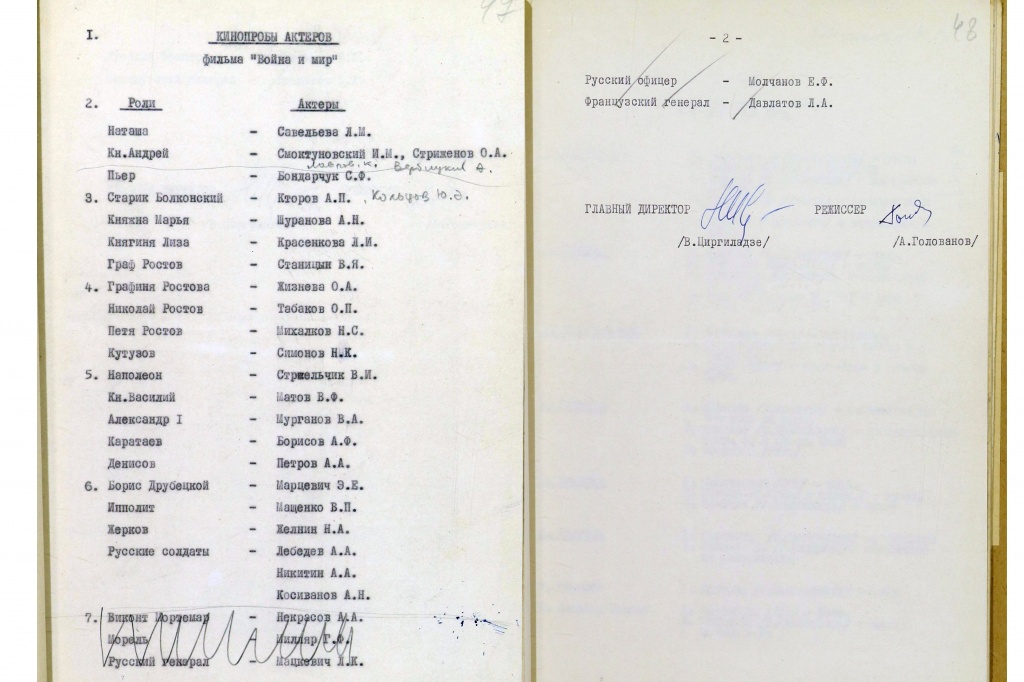 47
I. КИНОПРОБЫ АКТЕРОВ
фильма "Война и мир"
2. Роли Актеры
Наташа - Савельева Л.М.
Кн.Андрей - Смоктуновский И.М., Стриженов О.А.
Вербицкий А.
Пьер - Бондарчук С.Ф.
3. Старик Болконский - Кторов А.П. Кольцов Ю.Э.
Княжна Марья - Шуранова А.Н.
Княгиня Лиза - Красенкова Л.И.
Граф Ростов - Станицын В.Я.
4. Графиня Ростова - Жизнева О.А.
Николай Ростов - Табаков О.П.
Петя Ростов - Михалков Н.С.
Кутузов - Симонов Н.К.
5. Наполеон - Стржельчик В.И.
Кн.Василий - Матов В.Ф.
Александр I - Мурганов В.А.
Каратаев - Борисов А.Ф.
Денисов - Петров А.А.
6. Борис Друбецкой - Марцевич Э.Е.
Ипполит - Мащенко В.П.
Жерков - Желнин Н.А.
Русские солдаты - Лебедев А.А.
Никитин А.А.
Косиванов А.Н.
7. Виконт Мортемар - Некрасов А.А.
Морель - Милляр Г.Ф.
Русский генерал - Мацкевич Л.К.
48
- 2 -
Русский офицер - Молчанов Е.Ф.
Французский генерал - Давлатов Л.А.
ГЛАВНЫЙ ДИРЕКТОР РЕЖИССЕР
/В.Циргиладзе/ /А.Голованов/